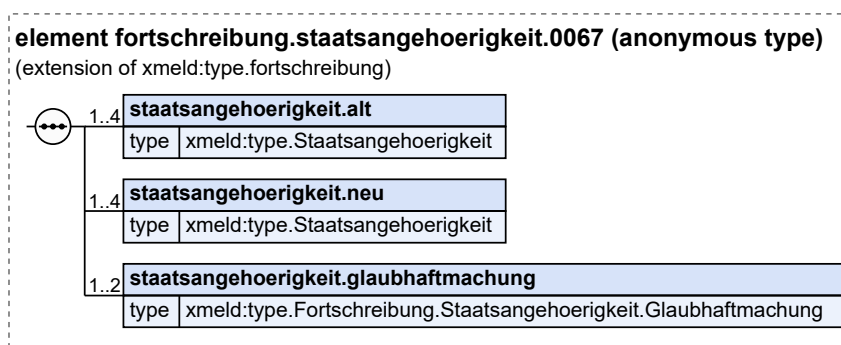 element fortschreibung.staatsangehoerigkeit.0067 (anonymous type)
(extension of xmeld:type.fortschreibung)
1..4 staatsangehoerigkeit.alt
type xmeld:type.Staatsangehoerigkeit
1..4 staatsangehoerigkeit.neu
type xmeld:type.Staatsangehoerigkeit
1..2 staatsangehoerigkeit.glaubhaftmachung
type xmeld:type.Fortschreibung.Staatsangehoerigkeit.Glaubhaftmachung